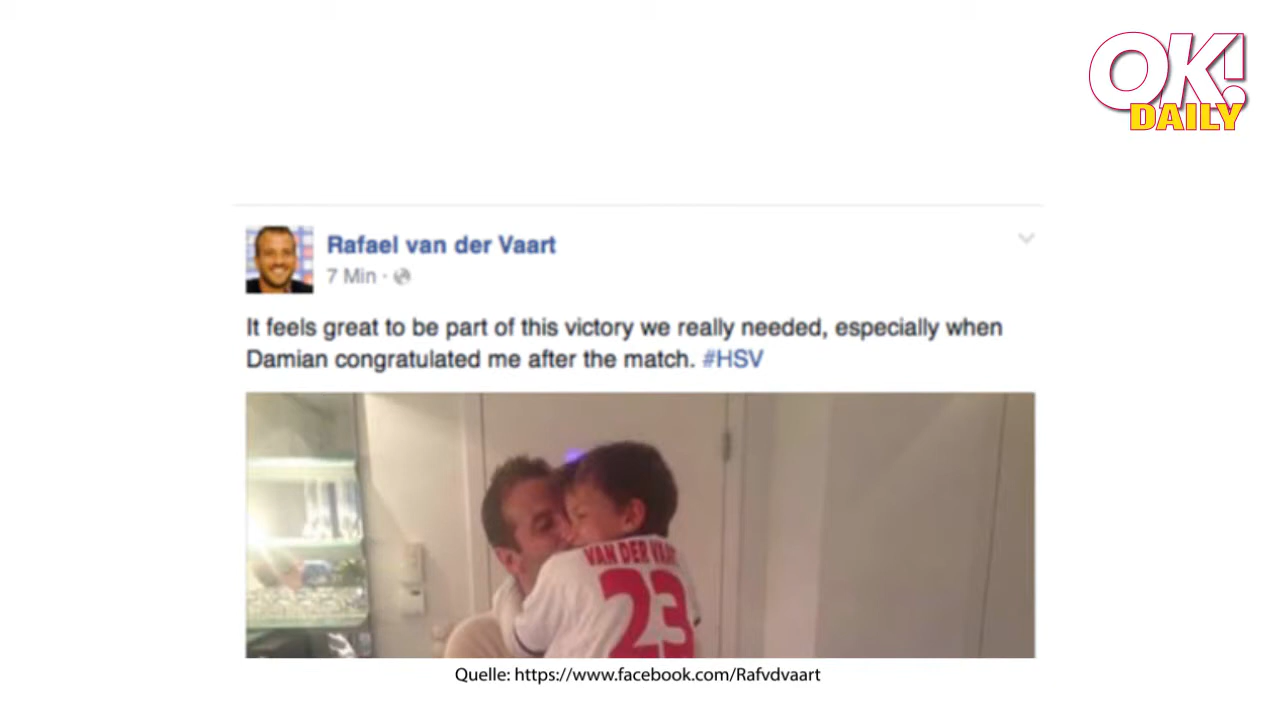 OK!
DAILY
Rafael van der Vaart
7 Min ·
It feels great to be part of this victory we really needed, especially when
Damian congratulated me after the match. #HSV
VAN DER VAART
23
Quelle: https://www.facebook.com/Rafvdvaart